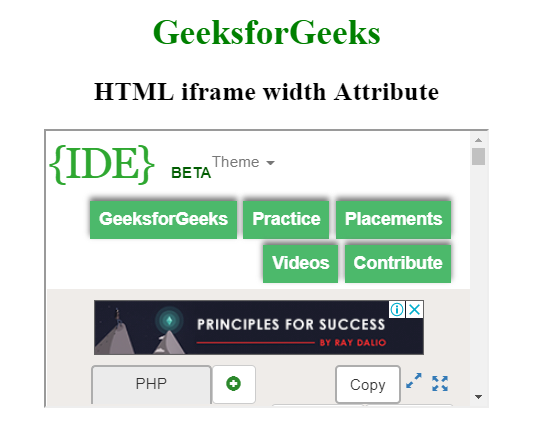 GeeksforGeeks
HTML iframe width Attribute
{IDE} BETA Theme
GeeksforGeeks Practice Placements
Videos Contribute
PRINCIPLES FOR SUCCESS
BY RAY DALIO
PHP Copy